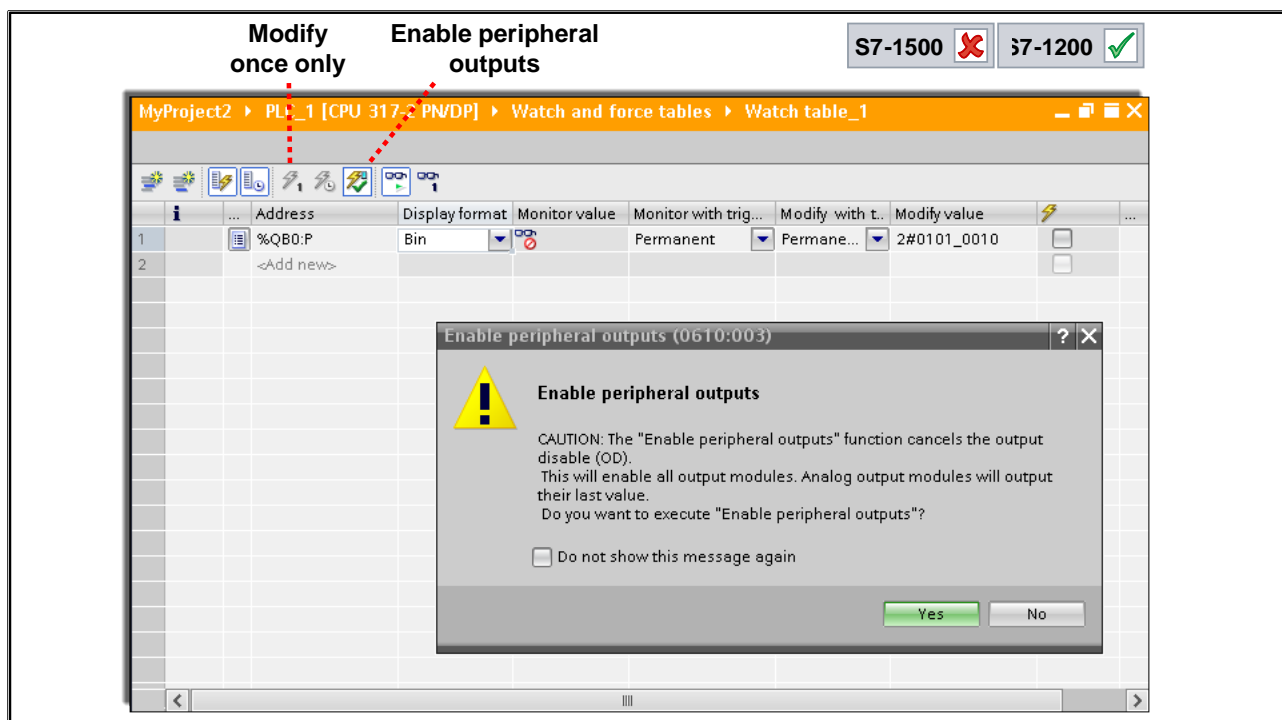 Modify once only
Enable peripheral outputs
S7-1500
S7-1200
MyProject2 ▸ PLC_1 [CPU 317-2 PN/DP] ▸ Watch and force tables ▸ Watch table_1
i ... Address Display format Monitor value Monitor with trig... Modify with t.. Modify value ...
1 %QB0:P Bin Permanent Permane... 2#0101_0010
2 <Add new>
Enable peripheral outputs (0610:003) ?
Enable peripheral outputs
CAUTION: The "Enable peripheral outputs" function cancels the output
disable (OD).
This will enable all output modules. Analog output modules will output
their last value.
Do you want to execute "Enable peripheral outputs"?
Do not show this message again
Yes No